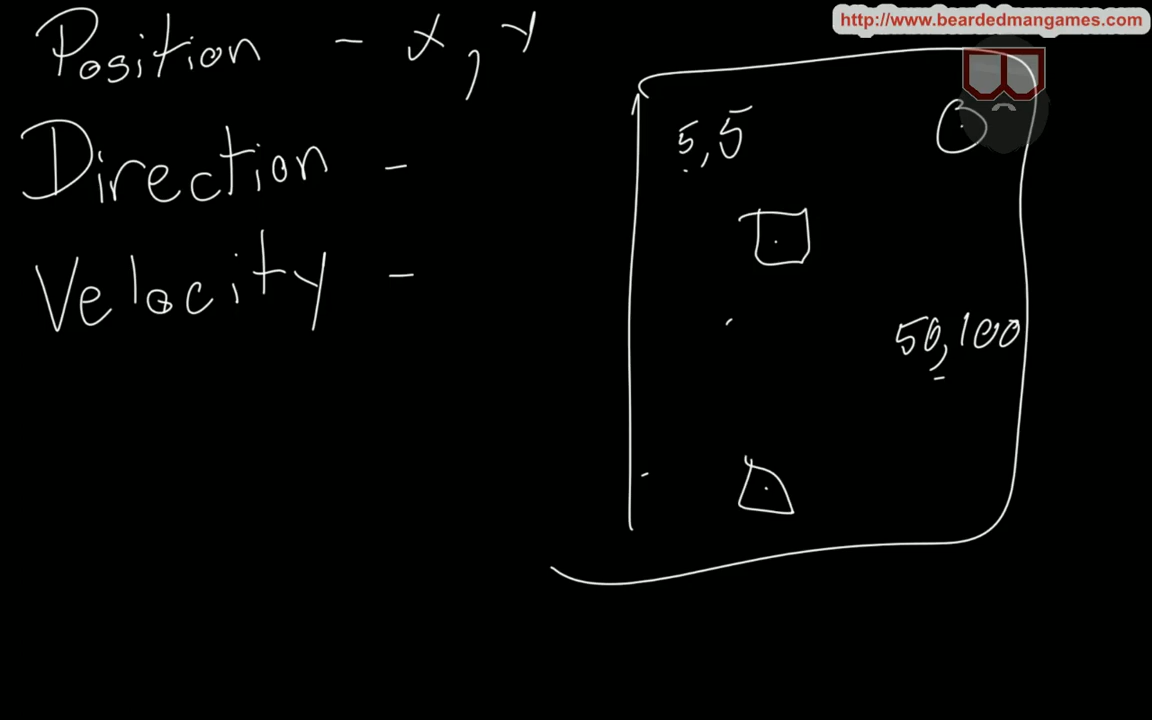 http://www.beardedmangames.com
Position - x, y
Direction -
Velocity -
5,5
50,100